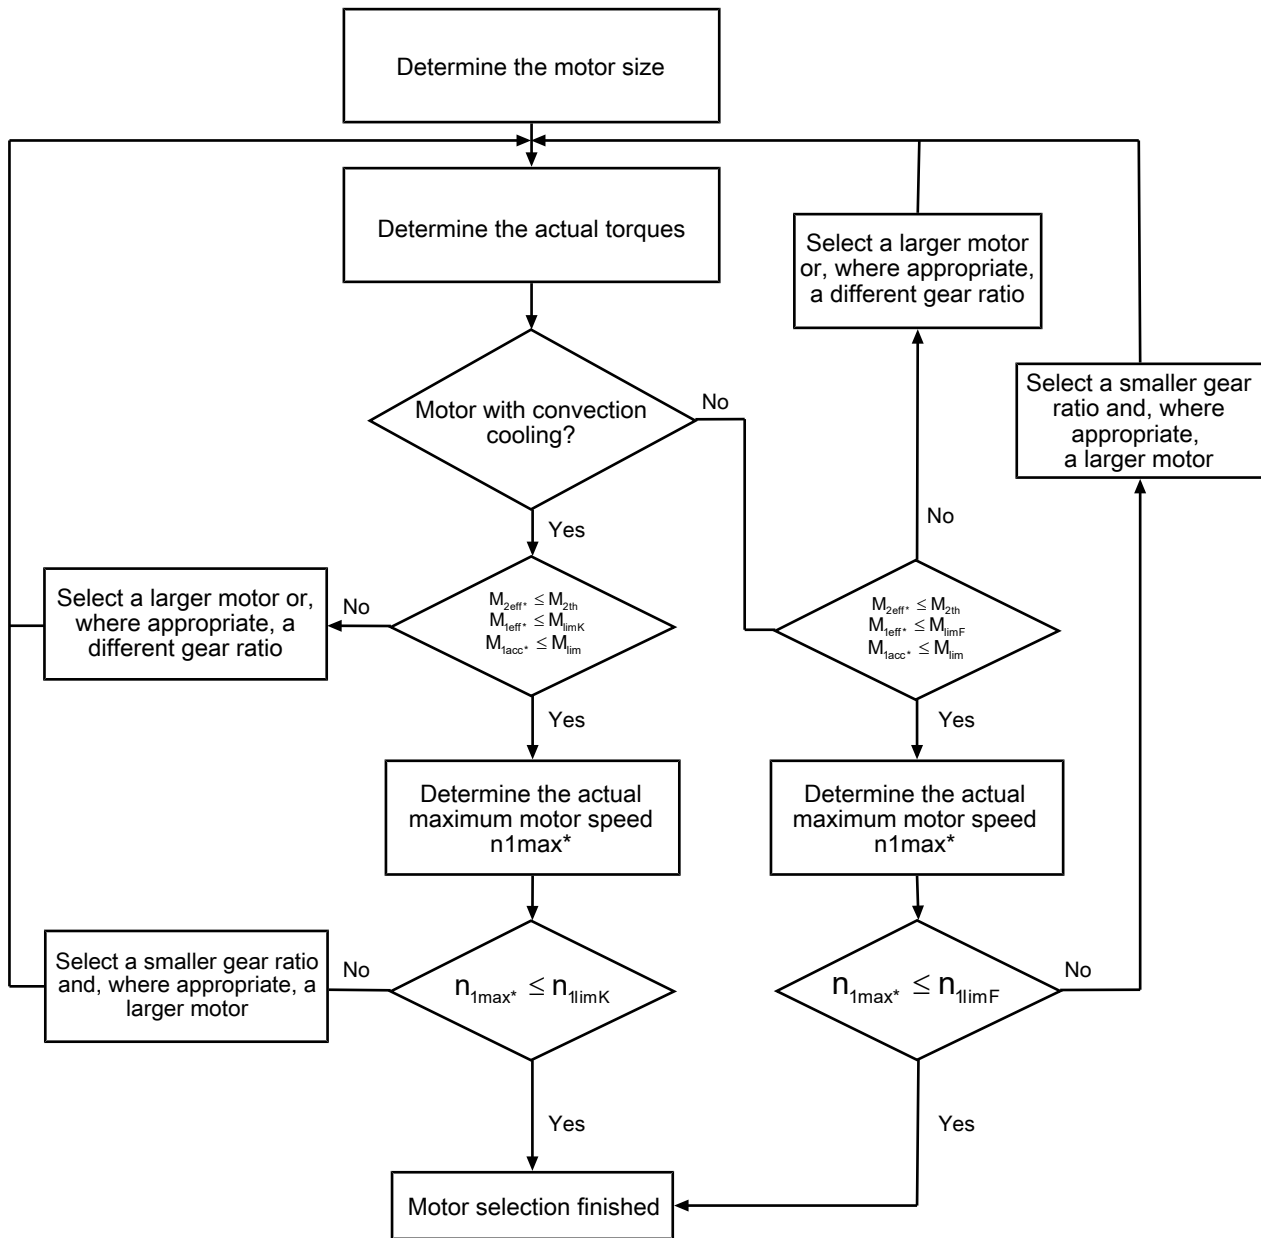 Determine the motor size
Determine the actual torques
Select a larger motor
or, where appropriate,
a different gear ratio
Motor with convection
cooling?
No
Select a smaller gear
ratio and, where
appropriate,
a larger motor
Yes
No
Select a larger motor or,
where appropriate, a
different gear ratio
No
M2eff* ≤ M2th
M1eff* ≤ MlimK
M1acc* ≤ Mlim
M2eff* ≤ M2th
M1eff* ≤ MlimF
M1acc* ≤ Mlim
Yes
Yes
Determine the actual
maximum motor speed
n1max*
Determine the actual
maximum motor speed
n1max*
Select a smaller gear ratio
and, where appropriate, a
larger motor
No
n1max* ≤ n1limK
n1max* ≤ n1limF
No
Yes
Yes
Motor selection finished